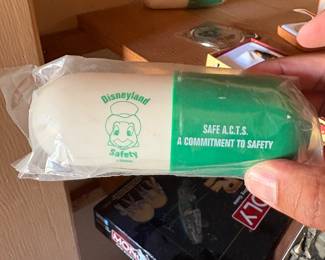 Disneyland
Safety
SAFE A.C.T.S.
A COMMITMENT TO SAFETY